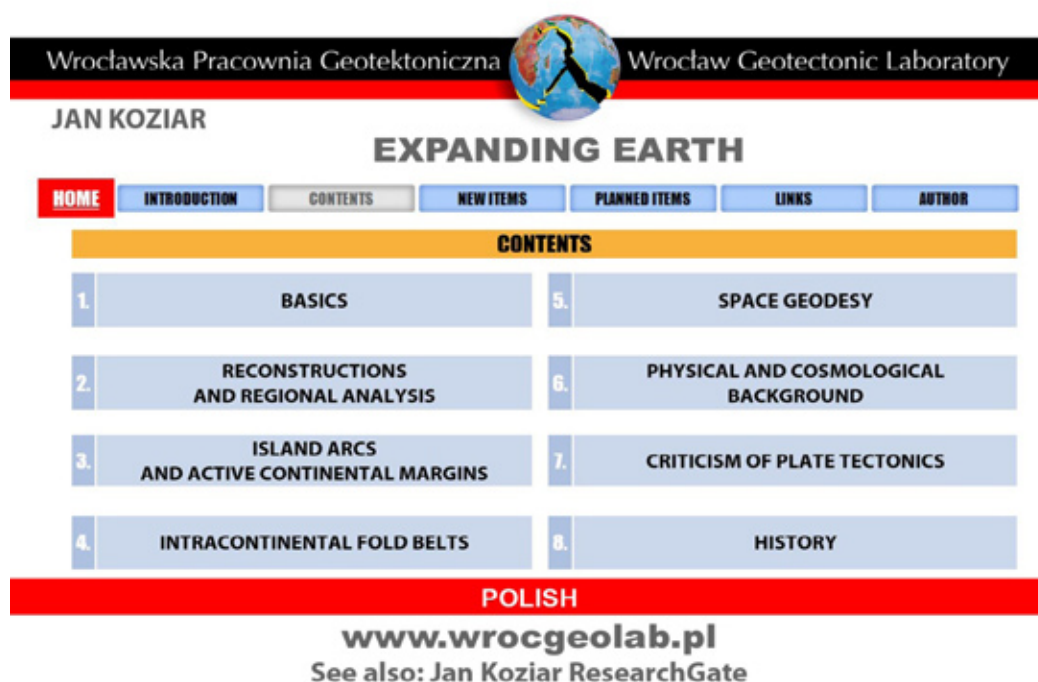 Wrocławska Pracownia Geotektoniczna
Wrocław Geotectonic Laboratory
JAN KOZIAR
EXPANDING EARTH
HOME
INTRODUCTION
CONTENTS
NEW ITEMS
PLANNED ITEMS
LINKS
AUTHOR
CONTENTS
1.
BASICS
5.
SPACE GEODESY
2.
RECONSTRUCTIONS
AND REGIONAL ANALYSIS
6.
PHYSICAL AND COSMOLOGICAL
BACKGROUND
3.
ISLAND ARCS
AND ACTIVE CONTINENTAL MARGINS
7.
CRITICISM OF PLATE TECTONICS
4.
INTRACONTINENTAL FOLD BELTS
8.
HISTORY
POLISH
www.wrocgeolab.pl
See also: Jan Koziar ResearchGate